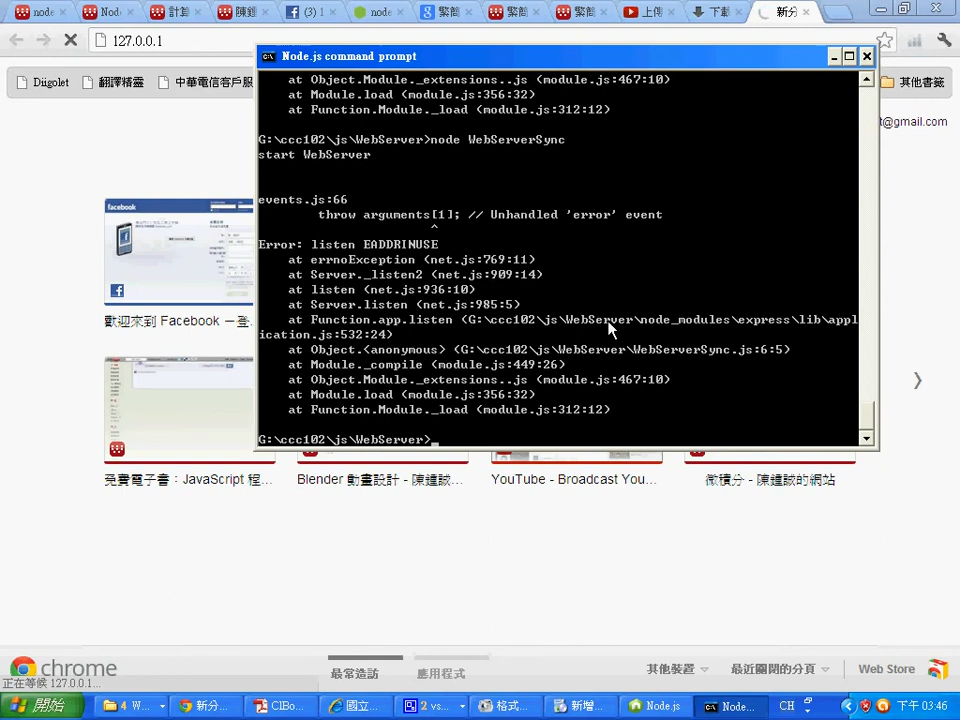 node
Nod
計算
陳鍾
(3) 1
node
繁簡
繁簡
繁簡
上傳
下載
新分
127.0.0.1
Diigolet
翻譯精靈
中華電信客戶服
其他書籤
t@gmail.com
Node.js command prompt
at Object.Module._extensions..js (module.js:467:10)
at Module.load (module.js:356:32)
at Function.Module._load (module.js:312:12)
G:\ccc102\js\WebServer>node WebServerSync
start WebServer
events.js:66
throw arguments[1]; // Unhandled 'error' event
^
Error: listen EADDRINUSE
at errnoException (net.js:769:11)
at Server._listen2 (net.js:909:14)
at listen (net.js:936:10)
at Server.listen (net.js:985:5)
at Function.app.listen (G:\ccc102\js\WebServer\node_modules\express\lib\appl
ication.js:532:24)
at Object.<anonymous> (G:\ccc102\js\WebServer\WebServerSync.js:6:5)
at Module._compile (module.js:449:26)
at Object.Module._extensions..js (module.js:467:10)
at Module.load (module.js:356:32)
at Function.Module._load (module.js:312:12)
G:\ccc102\js\WebServer>_
facebook
歡迎來到 Facebook - 登
免費電子書：JavaScript 程...
Blender 動畫設計 - 陳鍾誠...
YouTube - Broadcast You...
微積分 - 陳鍾誠的網站
chrome
最常造訪
應用程式
其他裝置
最近關閉的分頁
Web Store
正在等候 127.0.0.1...
開始
4 W...
新分...
CIBo...
國立...
2 vs...
格式...
新增...
Node.js
Node...
CH
下午 03:46